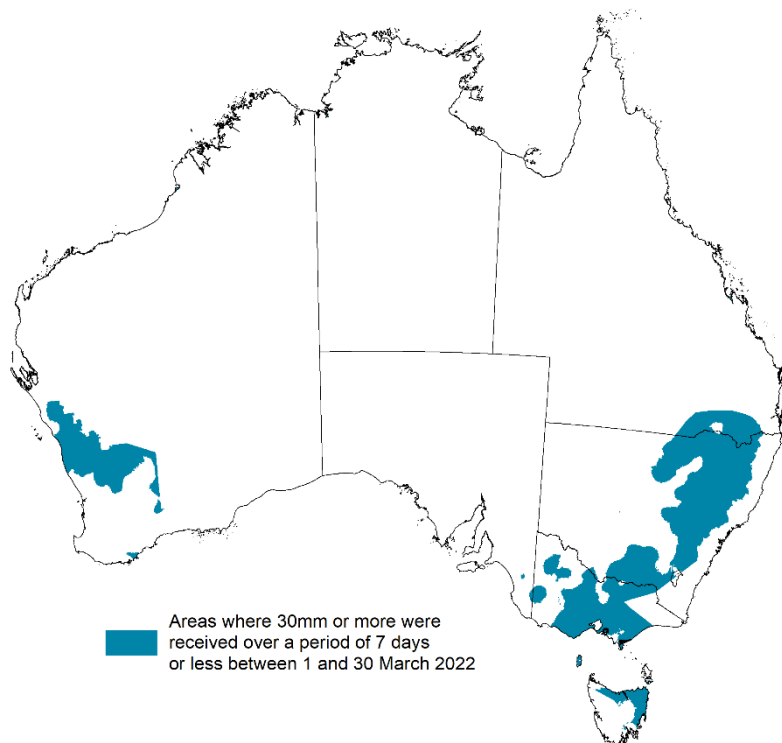 Areas where 30mm or more were
received over a period of 7 days
or less between 1 and 30 March 2022